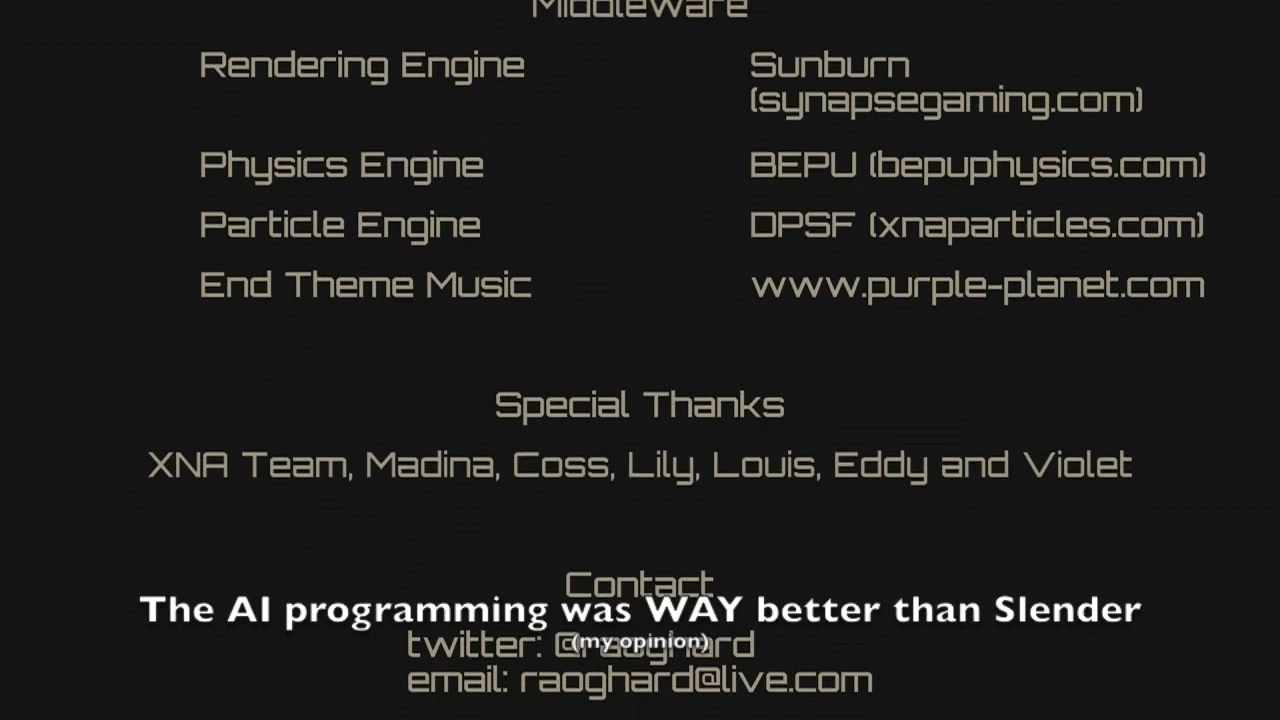 Middleware
Rendering Engine Sunburn
(synapsegaming.com)
Physics Engine BEPU (bepuphysics.com)
Particle Engine DPSF (xnaparticles.com)
End Theme Music www.purple-planet.com
Special Thanks
XNA Team, Madina, Coss, Lily, Louis, Eddy and Violet
Contact
The AI programming was WAY better than Slender
(my opinion)
twitter: @raoghard
email: raoghard@live.com